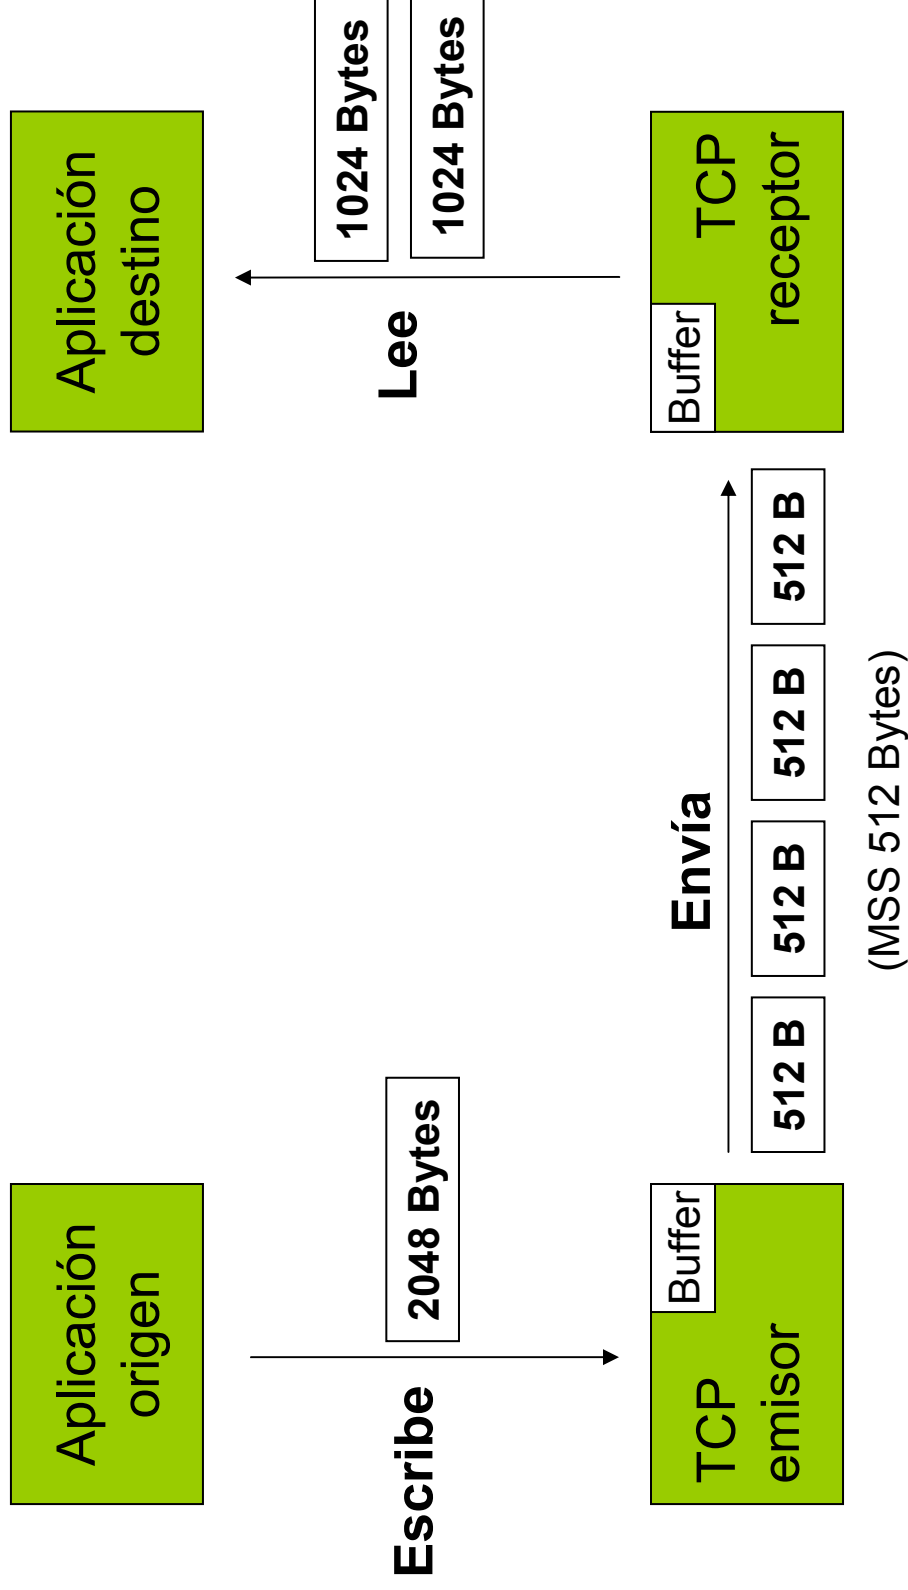 Aplicación
origen
Aplicación
destino
Escribe
2048 Bytes
Lee
1024 Bytes
1024 Bytes
TCP
emisor
Buffer
Envía
512 B
512 B
512 B
512 B
(MSS 512 Bytes)
Buffer
TCP
receptor